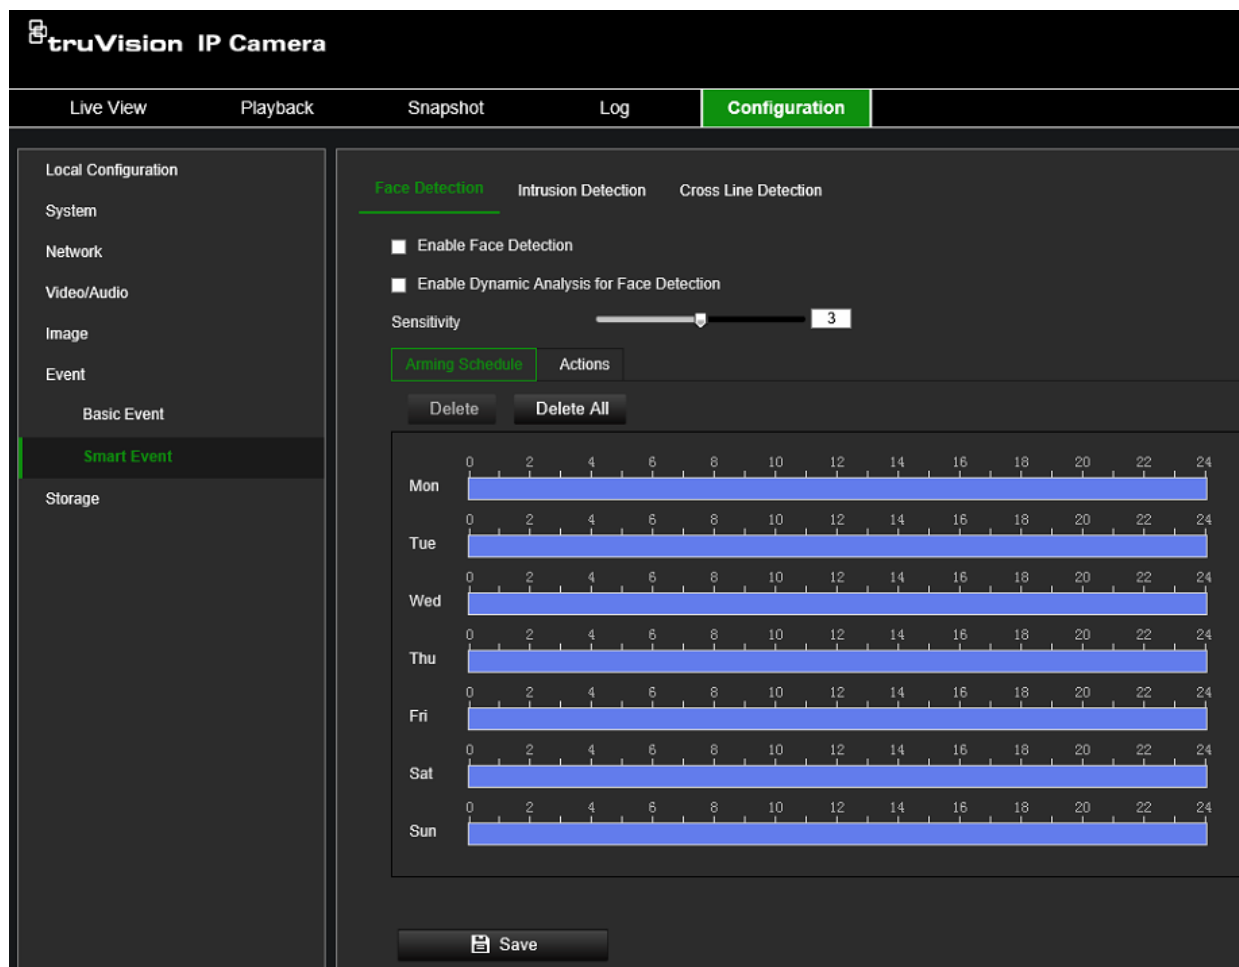 truVision IP Camera
Live View Playback Snapshot Log Configuration
Local Configuration
System
Network
Video/Audio
Image
Event
Basic Event
Smart Event
Storage
Face Detection Intrusion Detection Cross Line Detection
Enable Face Detection
Enable Dynamic Analysis for Face Detection
Sensitivity 3
Arming Schedule Actions
Delete Delete All
0 2 4 6 8 10 12 14 16 18 20 22 24
Mon
0 2 4 6 8 10 12 14 16 18 20 22 24
Tue
0 2 4 6 8 10 12 14 16 18 20 22 24
Wed
0 2 4 6 8 10 12 14 16 18 20 22 24
Thu
0 2 4 6 8 10 12 14 16 18 20 22 24
Fri
0 2 4 6 8 10 12 14 16 18 20 22 24
Sat
0 2 4 6 8 10 12 14 16 18 20 22 24
Sun
Save